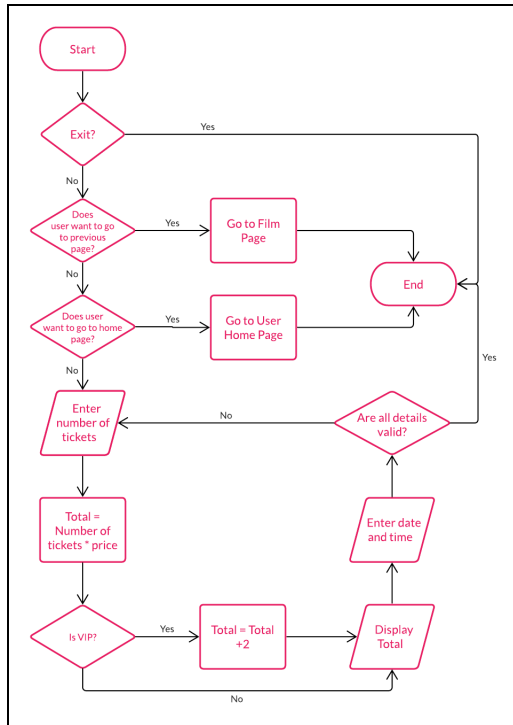 Start
Exit?
Yes
No
Does
user want to go
to previous
page?
Yes
Go to Film
Page
No
End
Does user
want to go to home
page?
Yes
Go to User
Home Page
Yes
No
Enter
number of
tickets
No
Are all details
valid?
Total =
Number of
tickets * price
Enter date
and time
Is VIP?
Yes
Total = Total
+2
Display
Total
No